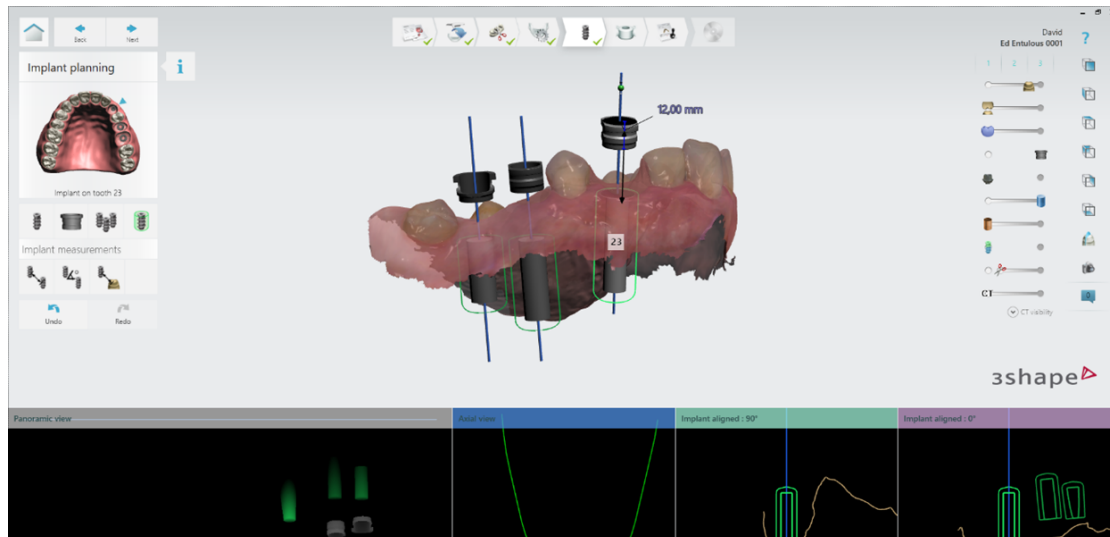 Back
Next
David
Ed Entulous 0001
?
Implant planning
i
1 2 3
12,00 mm
Implant on tooth 23
23
Implant measurements
CT
Undo
Redo
CT visibility
3shape
Panoramic view
Axial view
Implant aligned : 90°
Implant aligned : 0°